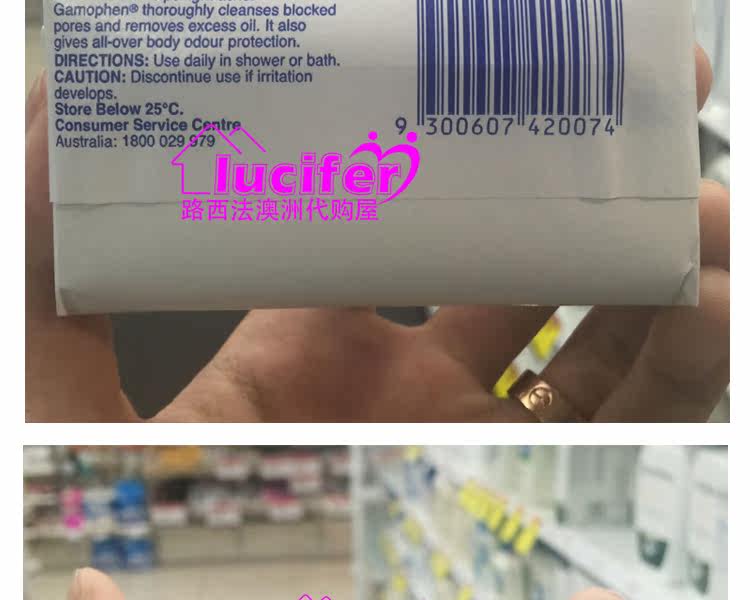 Gamophen® thoroughly cleanses blocked
pores and removes excess oil. It also
gives all-over body odour protection.
DIRECTIONS: Use daily in shower or bath.
CAUTION: Discontinue use if irritation
develops.
Store Below 25°C.
Consumer Service Centre
Australia: 1800 029 979
9 300607 420074
lucifer
路西法澳洲代购屋